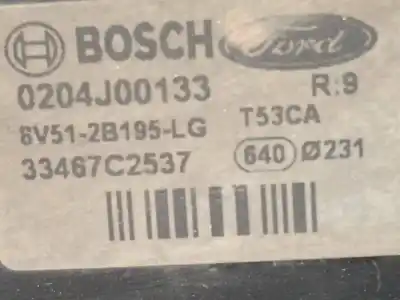 BOSCH Ford
0204J00133 R:9
8V51-2B195-LG T53CA
33467C2537 640 Ø231